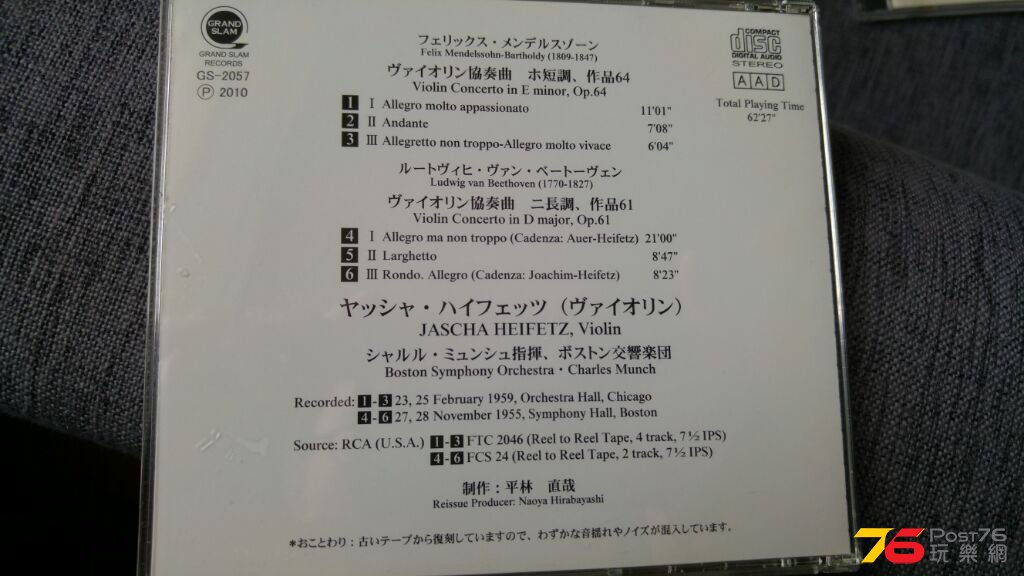 GRAND
SLAM
GRAND SLAM
RECORDS
GS-2057
Ⓟ 2010
フェリックス・メンデルスゾーン
Felix Mendelssohn-Bartholdy (1809-1847)
ヴァイオリン協奏曲 ホ短調、作品64
Violin Concerto in E minor, Op.64
1 I Allegro molto appassionato 11'01"
2 II Andante 7'08"
3 III Allegretto non troppo-Allegro molto vivace 6'04"
ルートヴィヒ・ヴァン・ベートーヴェン
Ludwig van Beethoven (1770-1827)
ヴァイオリン協奏曲 ニ長調、作品61
Violin Concerto in D major, Op.61
4 I Allegro ma non troppo (Cadenza: Auer-Heifetz) 21'00"
5 II Larghetto 8'47"
6 III Rondo. Allegro (Cadenza: Joachim-Heifetz) 8'23"
ヤッシャ・ハイフェッツ（ヴァイオリン）
JASCHA HEIFETZ, Violin
シャルル・ミュンシュ指揮、ボストン交響楽団
Boston Symphony Orchestra・Charles Munch
Recorded: 1-3 23, 25 February 1959, Orchestra Hall, Chicago
4-6 27, 28 November 1955, Symphony Hall, Boston
Source: RCA (U.S.A.) 1-3 FTC 2046 (Reel to Reel Tape, 4 track, 7½ IPS)
4-6 FCS 24 (Reel to Reel Tape, 2 track, 7½ IPS)
制作：平林 直哉
Reissue Producer: Naoya Hirabayashi
*おことわり：古いテープから復刻していますので、わずかな音揺れやノイズが混入しています。
COMPACT
disc
DIGITAL AUDIO
STEREO
AAD
Total Playing Time
62'27"
76 Post76
玩樂網